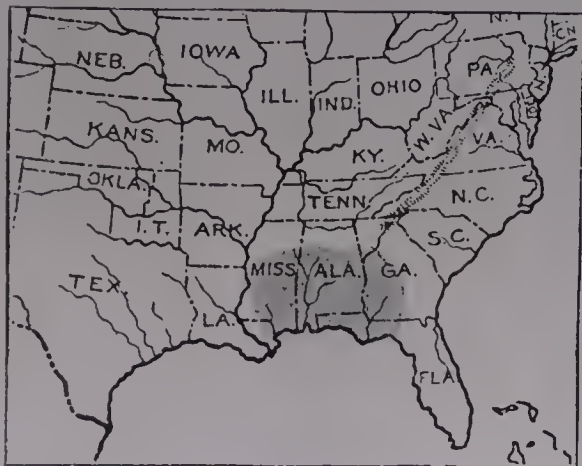 N.Y.
NEB.
IOWA
ILL.
IND.
OHIO
PA.
N.J.
KANS.
MO.
KY.
W. VA.
VA.
OKLA.
I.T.
ARK.
TENN.
N.C.
S.C.
TEX.
LA.
MISS.
ALA.
GA.
FLA.